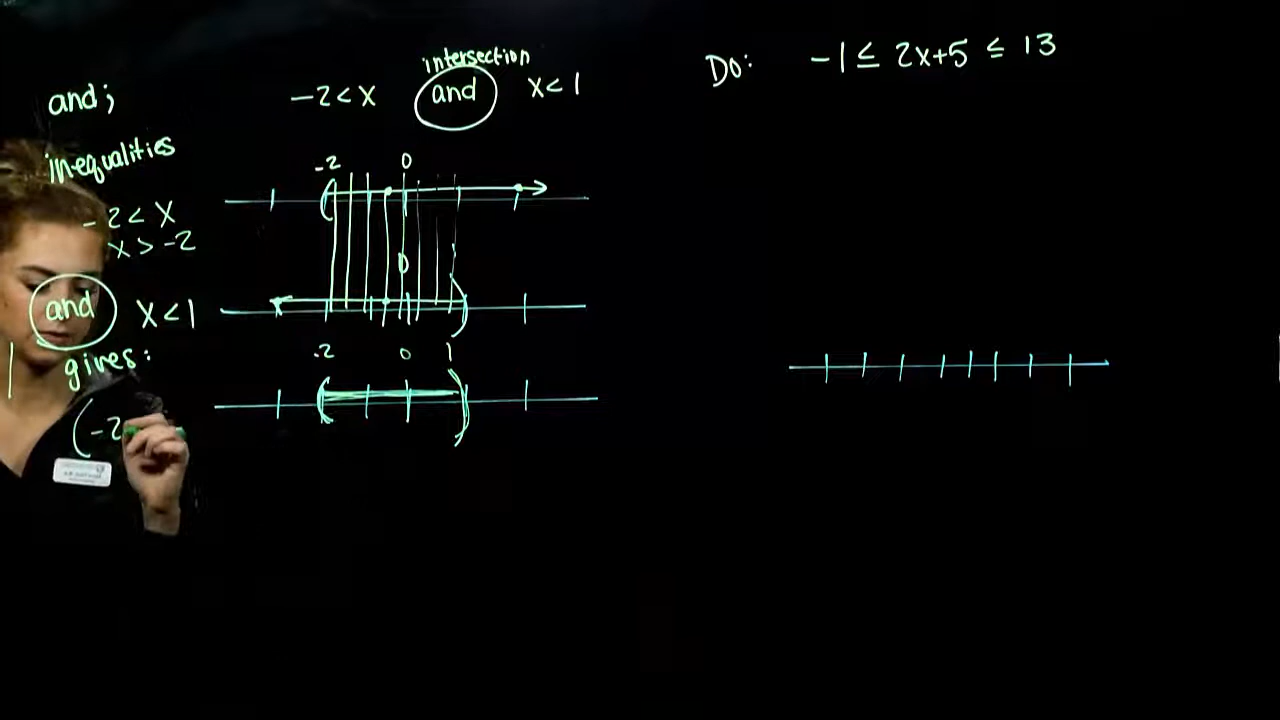 and;
inequalities
-2 < x
x > -2
and x < 1
gives:
(-2
intersection
-2 < x and x < 1
-2 0
0
-2 0 1
Do: -1 ≤ 2x+5 ≤ 13